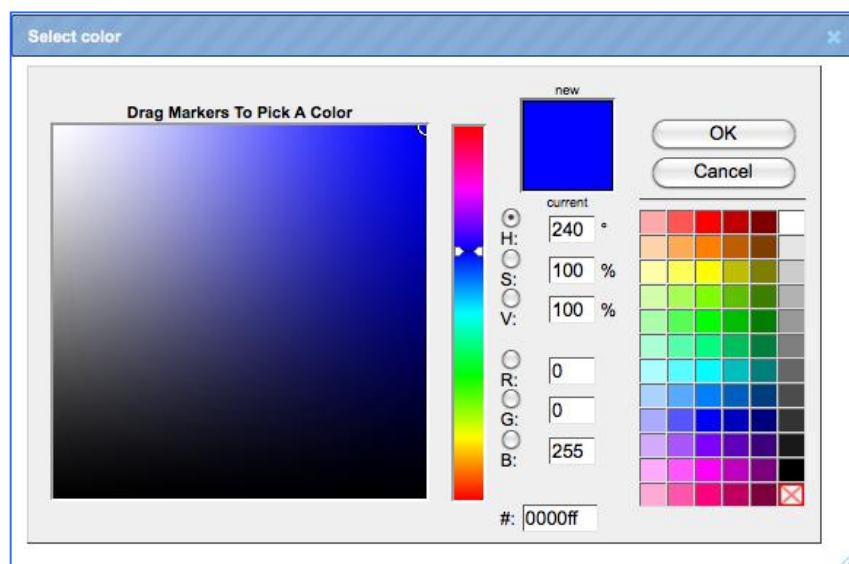 Select color
Drag Markers To Pick A Color
new
OK
Cancel
current
H: 240 °
S: 100 %
V: 100 %
R: 0
G: 0
B: 255
#: 0000ff